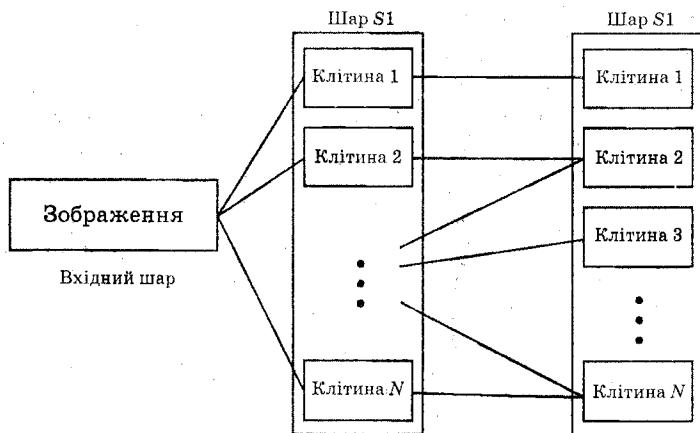 Шар S1
Шар S1
Клітина 1
Клітина 1
Клітина 2
Клітина 2
Зображення
Клітина 3
Вхідний шар
Клітина N
Клітина N